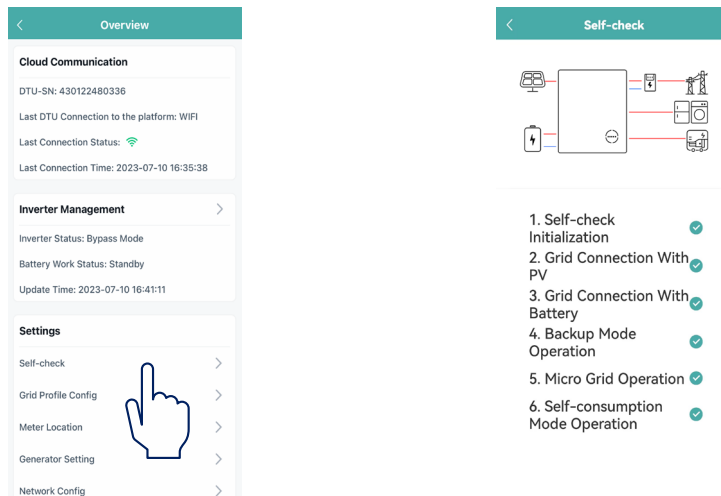 Overview
Cloud Communication
DTU-SN: 430122480336
Last DTU Connection to the platform: WIFI
Last Connection Status:
Last Connection Time: 2023-07-10 16:35:38
Inverter Management
Inverter Status: Bypass Mode
Battery Work Status: Standby
Update Time: 2023-07-10 16:41:11
Settings
Self-check
Grid Profile Config
Meter Location
Generator Setting
Network Config
Self-check
1. Self-check
Initialization
2. Grid Connection With
PV
3. Grid Connection With
Battery
4. Backup Mode
Operation
5. Micro Grid Operation
6. Self-consumption
Mode Operation